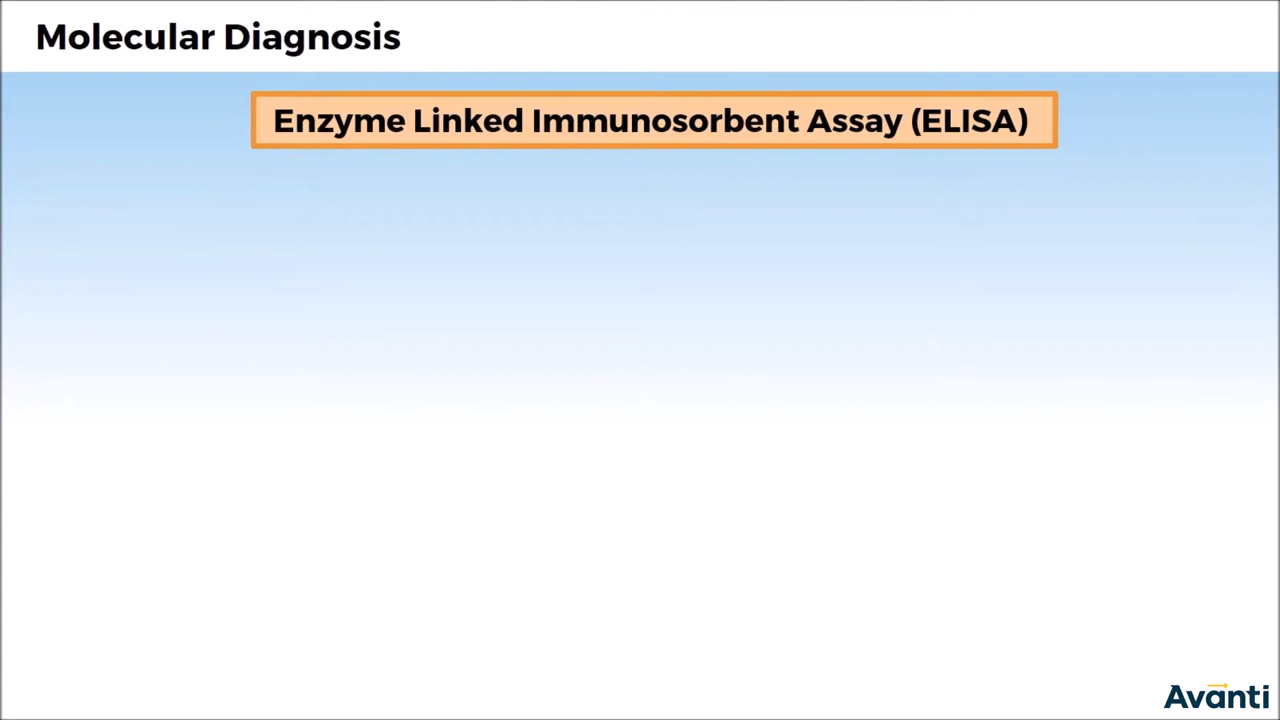 Molecular Diagnosis
Enzyme Linked Immunosorbent Assay (ELISA)
Avanti